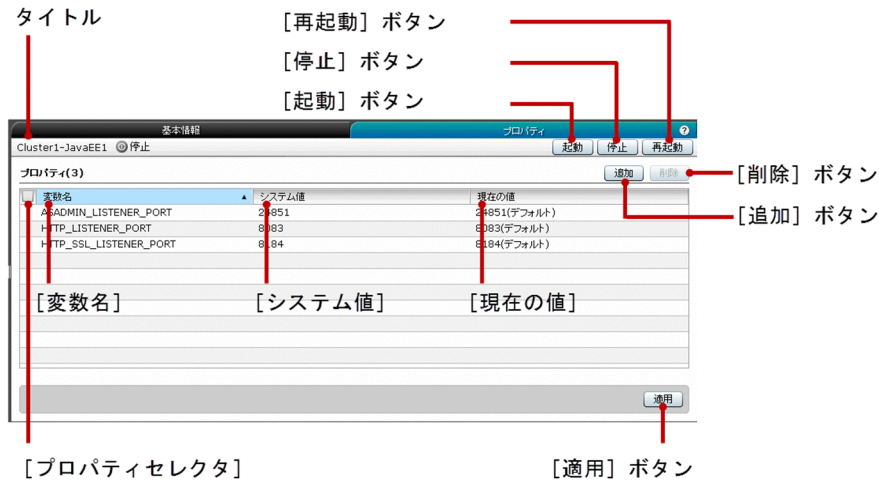 タイトル
[再起動] ボタン
[停止] ボタン
[起動] ボタン
基本情報
プロパティ
?
Cluster1-JavaEE1 停止
起動 停止 再起動
プロパティ(3)
追加 削除
[削除] ボタン
変数名 ▲ システム値 現在の値
ASADMIN_LISTENER_PORT 24851 24851(デフォルト)
[追加] ボタン
HTTP_LISTENER_PORT 8083 8083(デフォルト)
HTTP_SSL_LISTENER_PORT 8184 8184(デフォルト)
[変数名] [システム値] [現在の値]
適用
[プロパティセレクタ] [適用] ボタン